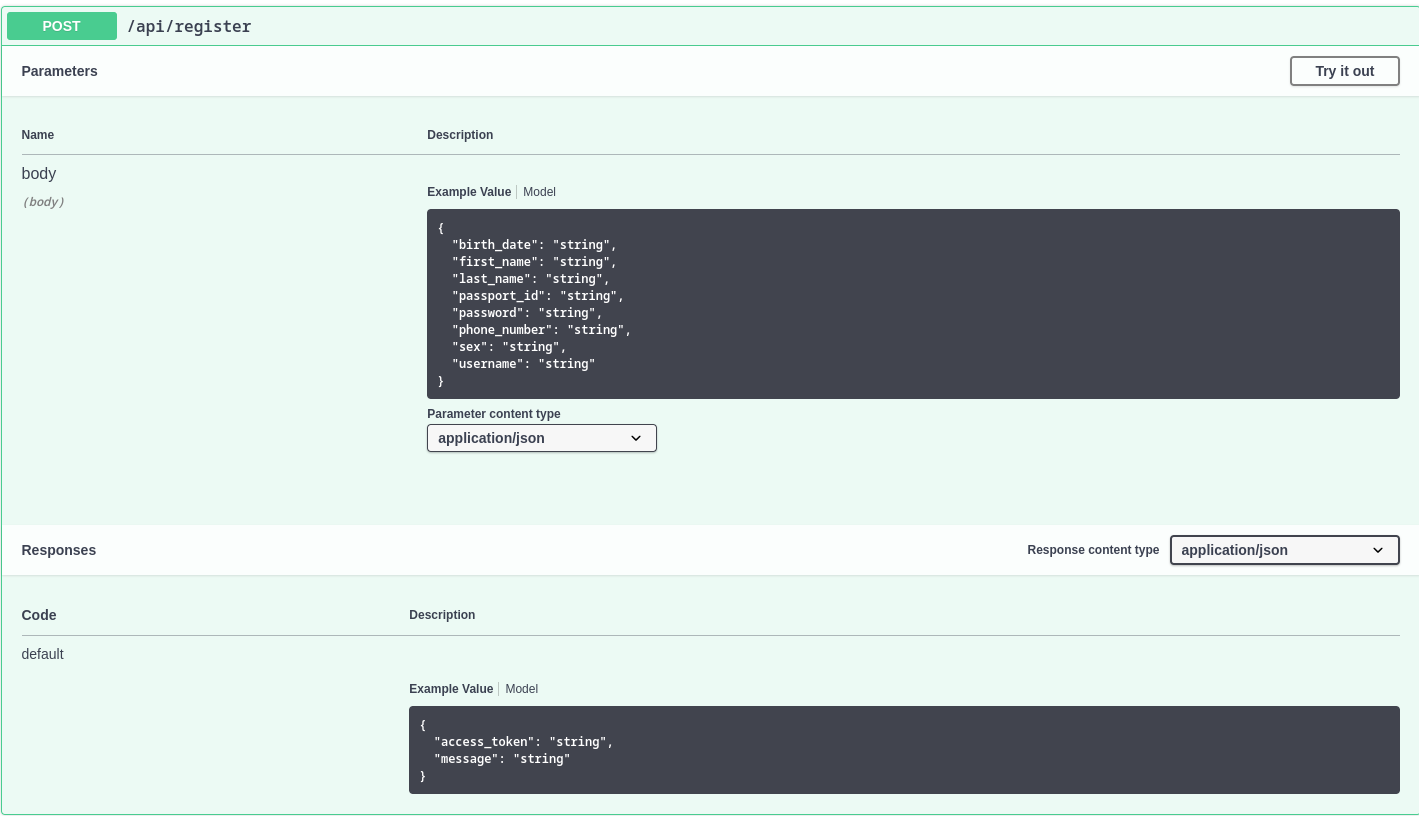 POST /api/register
Parameters
Try it out
Name Description
body
(body)
Example Value Model
{
  "birth_date": "string",
  "first_name": "string",
  "last_name": "string",
  "passport_id": "string",
  "password": "string",
  "phone_number": "string",
  "sex": "string",
  "username": "string"
}
Parameter content type
application/json
Responses
Response content type application/json
Code Description
default
Example Value Model
{
  "access_token": "string",
  "message": "string"
}